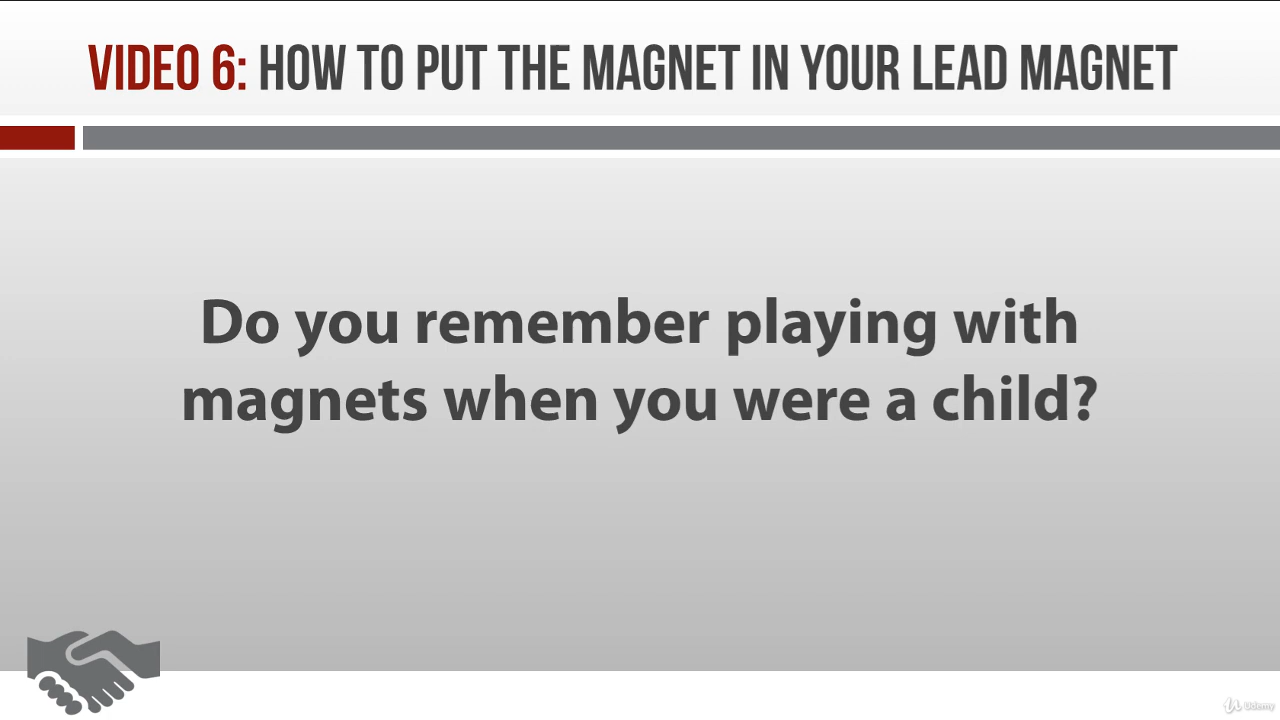 VIDEO 6: HOW TO PUT THE MAGNET IN YOUR LEAD MAGNET
Do you remember playing with
magnets when you were a child?
Udemy